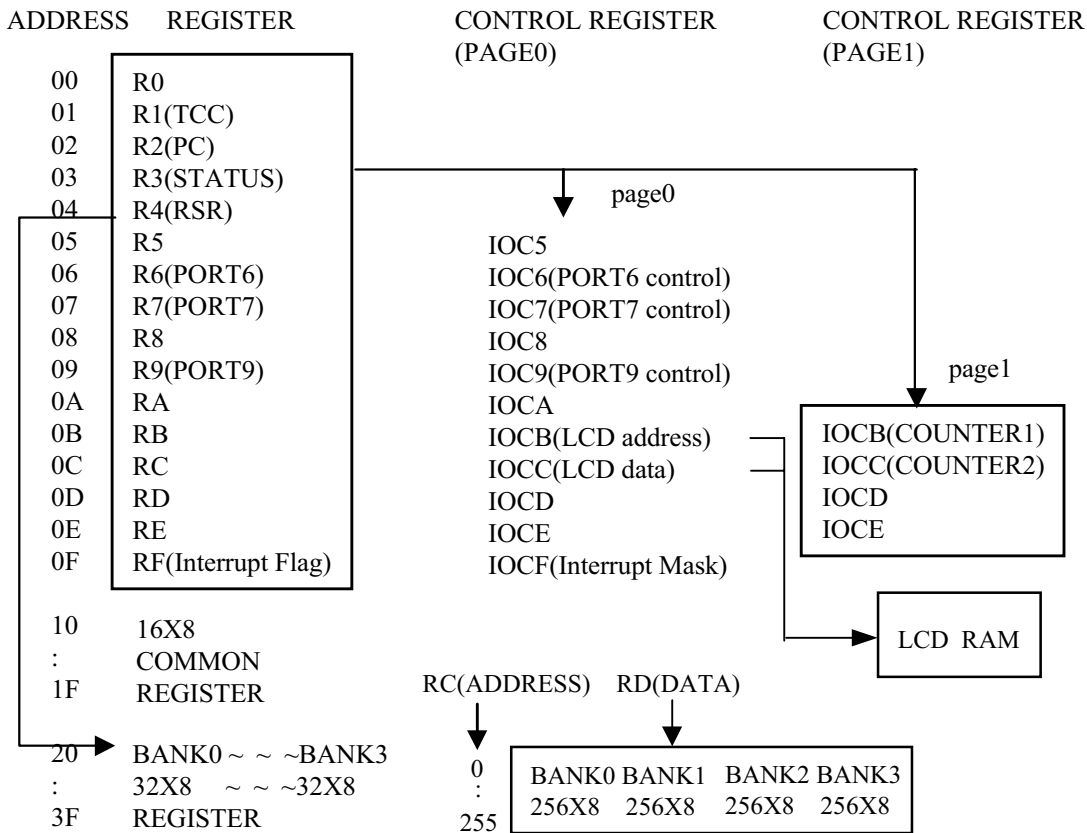 ADDRESS REGISTER CONTROL REGISTER CONTROL REGISTER
(PAGE0) (PAGE1)
00 R0
01 R1(TCC)
02 R2(PC)
03 R3(STATUS)
page0
04 R4(RSR)
05 R5 IOC5
06 R6(PORT6) IOC6(PORT6 control)
07 R7(PORT7) IOC7(PORT7 control)
08 R8 IOC8
09 R9(PORT9) IOC9(PORT9 control) page1
0A RA IOCA
0B RB IOCB(LCD address) IOCB(COUNTER1)
0C RC IOCC(LCD data) IOCC(COUNTER2)
0D RD IOCD IOCD
0E RE IOCE IOCE
0F RF(Interrupt Flag) IOCF(Interrupt Mask)
10 16X8
: COMMON LCD RAM
1F REGISTER RC(ADDRESS) RD(DATA)
20 BANK0 ~ ~ ~BANK3
: 32X8 ~ ~ ~32X8
3F REGISTER
0 BANK0 BANK1 BANK2 BANK3
: 256X8 256X8 256X8 256X8
255